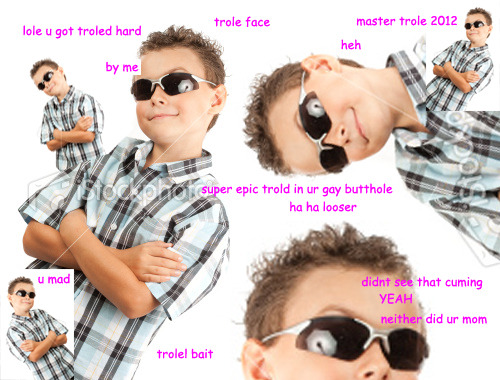 trole face
master trole 2012
lole u got troled hard
heh
by me
iStockphoto
super epic trold in ur gay butthole
ha ha looser
u mad
didnt see that cuming
YEAH
neither did ur mom
trolel bait